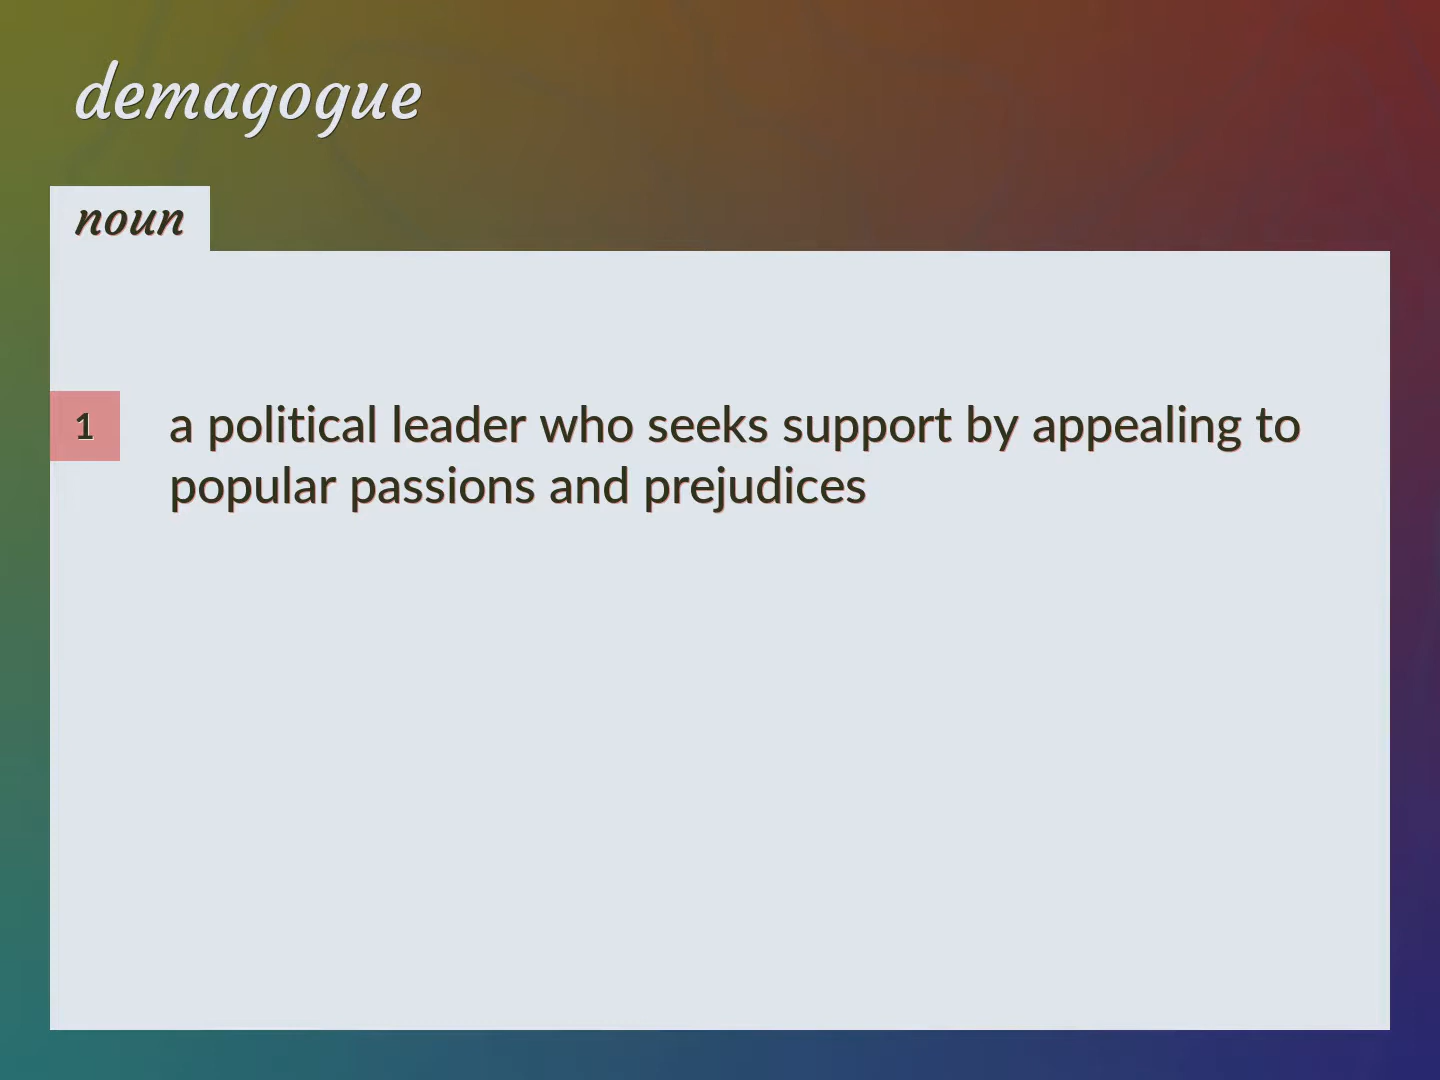 demagogue
noun
1 a political leader who seeks support by appealing to
popular passions and prejudices